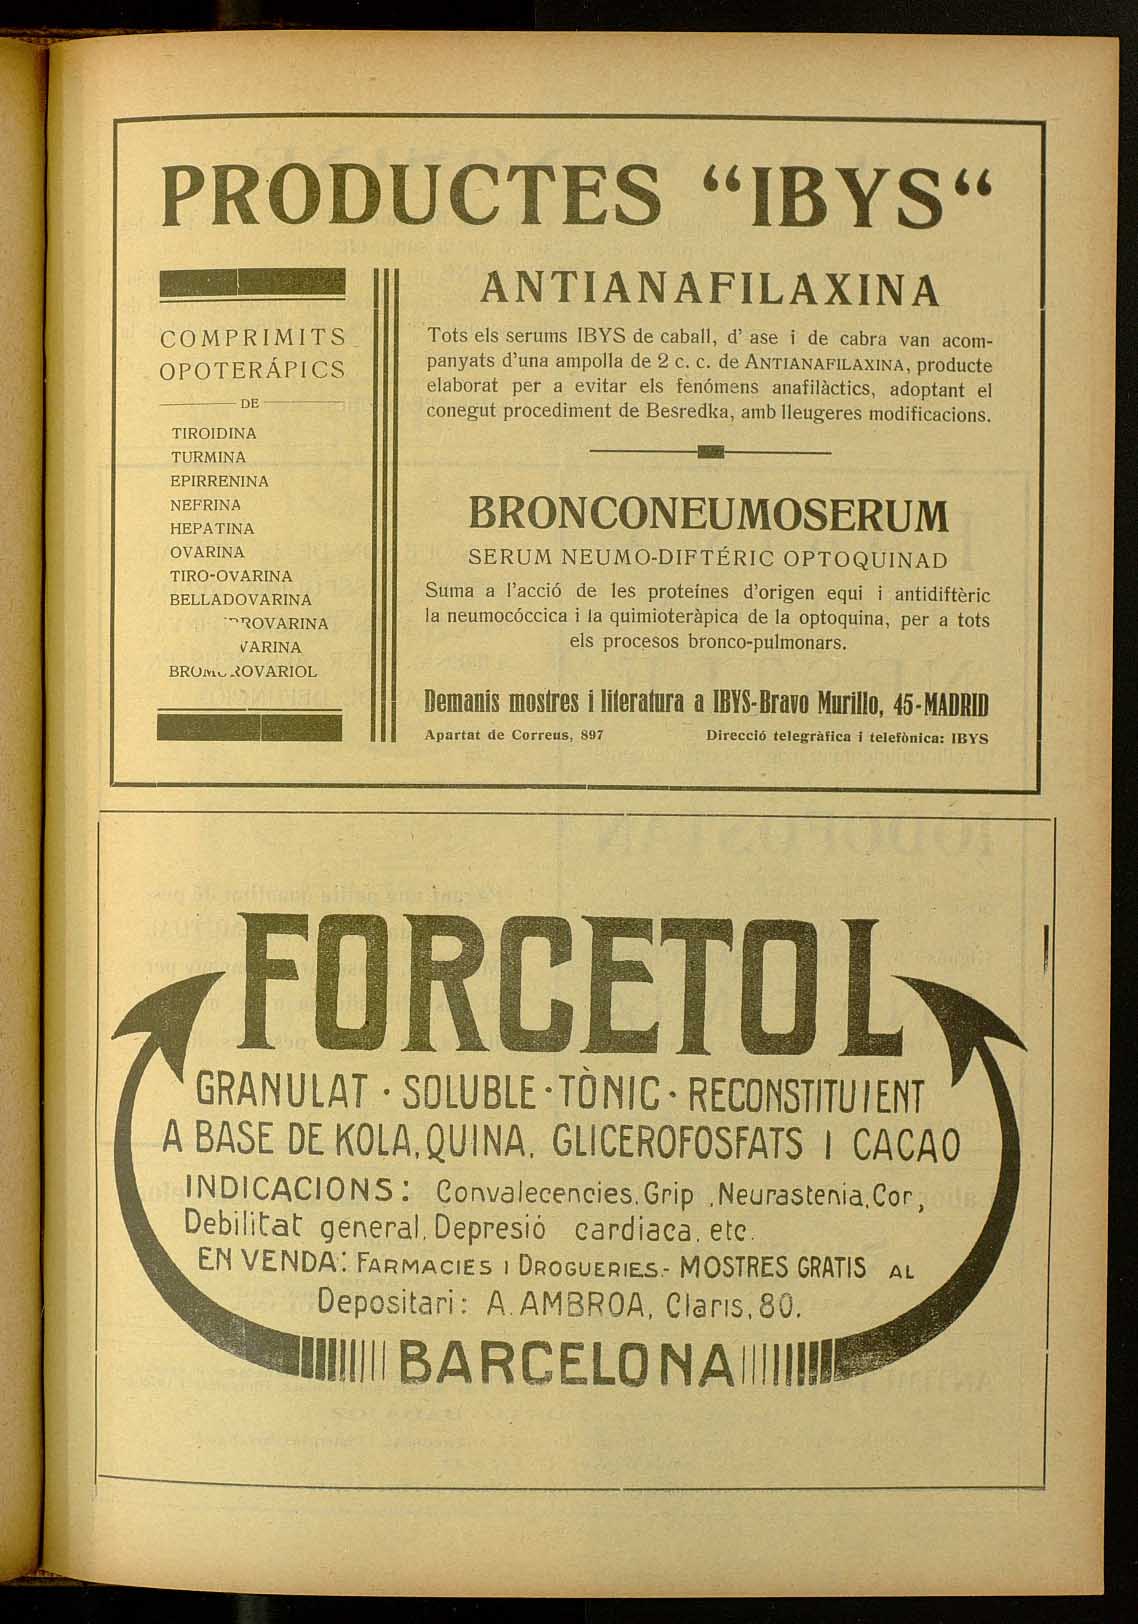 PRODUCTES “IBYS“
COMPRIMITS
OPOTERÁPICS
DE
TIROIDINA
TURMINA
EPIRRENINA
NEFRINA
HEPATINA
OVARINA
TIRO-OVARINA
BELLADOVARINA
ROVARINA
VARINA
OVARIOL
ANTIANAFILAXINA
Tots els serums IBYS de caball, d' ase i de cabra van acom-
panyats d'una ampolla de 2 c. c. de ANTIANAFILAXINA, producte
elaborat per a evitar els fenómens anafilàctics, adoptant el
conegut procediment de Besredka, amb lleugeres modificacions.
BRONCONEUMOSERUM
SERUM NEUMO-DIFTÉRIC OPTOQUINAD
Suma a l'acció de les proteínes d'origen equi i antidiftèric
la neumocóccica i la quimioteràpica de la optoquina, per a tots
els procesos bronco-pulmonars.
Demanis mostres i literatura a IBYS-Bravo Murillo, 45-MADRID
Apartat de Correus, 897 Direcció telegràfica i telefònica: IBYS
FORCETOL
GRANULAT · SOLUBLE · TÒNIC · RECONSTITUIENT
A BASE DE KOLA, QUINA, GLICEROFOSFATS I CACAO
INDICACIONS: Convalecencies, Grip, Neurastenia, Cor,
Debilitat general, Depresió cardiaca, etc.
EN VENDA: FARMACIES I DROGUERIES.- MOSTRES GRATIS AL
Depositari: A. AMBROA, Claris, 80.
BARCELONA